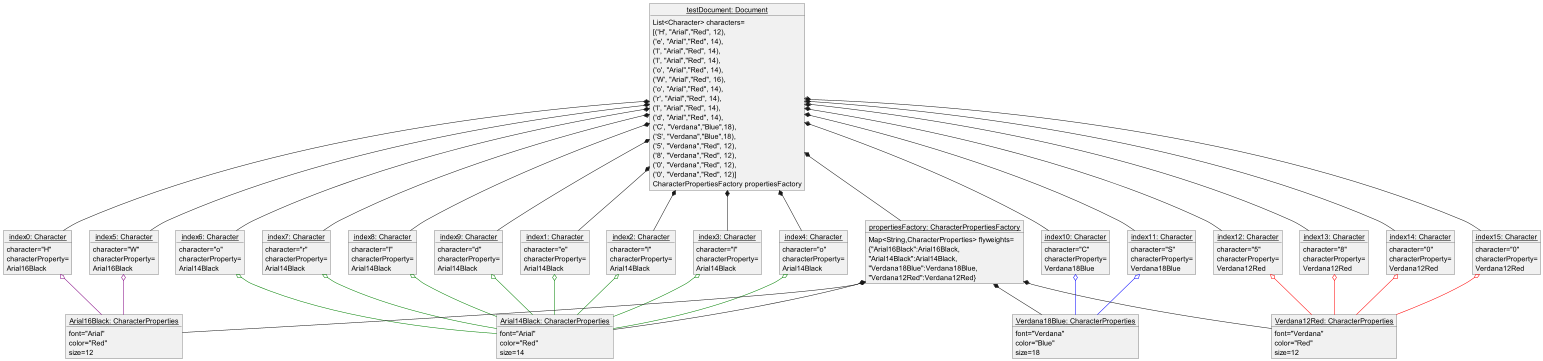 testDocument: Document
List<Character> characters=
[('H', "Arial","Red", 12),
('e', "Arial","Red", 14),
('l', "Arial","Red", 14),
('l', "Arial","Red", 14),
('o', "Arial","Red", 14),
('W', "Arial","Red", 16),
('o', "Arial","Red", 14),
('r', "Arial","Red", 14),
('l', "Arial","Red", 14),
('d', "Arial","Red", 14),
('C', "Verdana","Blue",18),
('S', "Verdana","Blue",18),
('5', "Verdana","Red", 12),
('8', "Verdana","Red", 12),
('0', "Verdana","Red", 12),
('0', "Verdana","Red", 12)]
CharacterPropertiesFactory propertiesFactory
index0: Character
character="H"
characterProperty=
Arial16Black
index5: Character
character="W"
characterProperty=
Arial16Black
index6: Character
character="o"
characterProperty=
Arial14Black
index7: Character
character="r"
characterProperty=
Arial14Black
index8: Character
character="l"
characterProperty=
Arial14Black
index9: Character
character="d"
characterProperty=
Arial14Black
index1: Character
character="e"
characterProperty=
Arial14Black
index2: Character
character="l"
characterProperty=
Arial14Black
index3: Character
character="l"
characterProperty=
Arial14Black
index4: Character
character="o"
characterProperty=
Arial14Black
propertiesFactory: CharacterPropertiesFactory
Map<String,CharacterProperties> flyweights=
{"Arial16Black":Arial16Black,
"Arial14Black":Arial14Black,
"Verdana18Blue":Verdana18Blue,
"Verdana12Red":Verdana12Red}
index10: Character
character="C"
characterProperty=
Verdana18Blue
index11: Character
character="S"
characterProperty=
Verdana18Blue
index12: Character
character="5"
characterProperty=
Verdana12Red
index13: Character
character="8"
characterProperty=
Verdana12Red
index14: Character
character="0"
characterProperty=
Verdana12Red
index15: Character
character="0"
characterProperty=
Verdana12Red
Arial16Black: CharacterProperties
font="Arial"
color="Red"
size=12
Arial14Black: CharacterProperties
font="Arial"
color="Red"
size=14
Verdana18Blue: CharacterProperties
font="Verdana"
color="Blue"
size=18
Verdana12Red: CharacterProperties
font="Verdana"
color="Red"
size=12